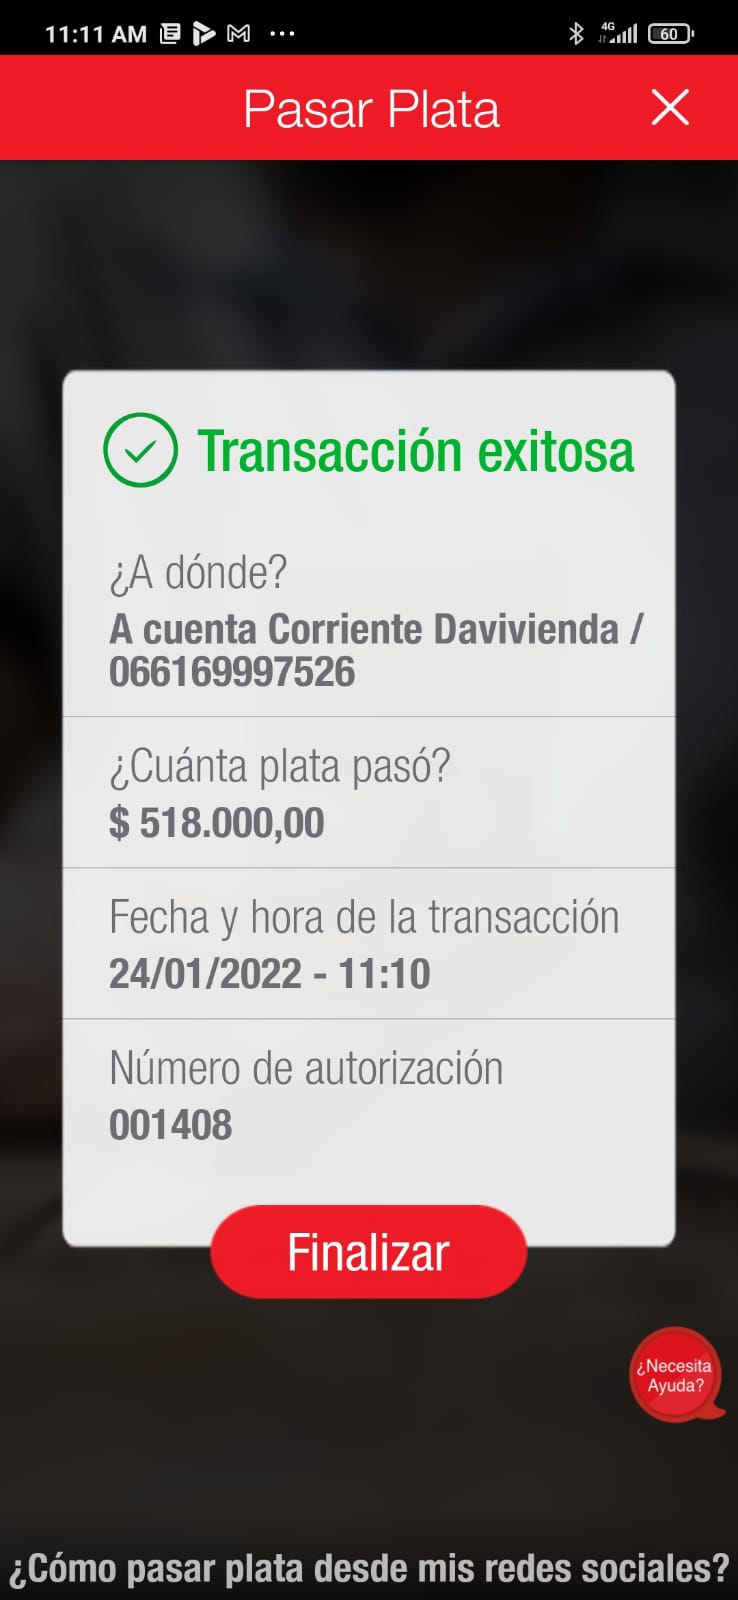 11:11 AM
4G
60
Pasar Plata
Transacción exitosa
¿A dónde?
A cuenta Corriente Davivienda /
066169997526
¿Cuánta plata pasó?
$ 518.000,00
Fecha y hora de la transacción
24/01/2022 - 11:10
Número de autorización
001408
Finalizar
¿Necesita
Ayuda?
¿Cómo pasar plata desde mis redes sociales?